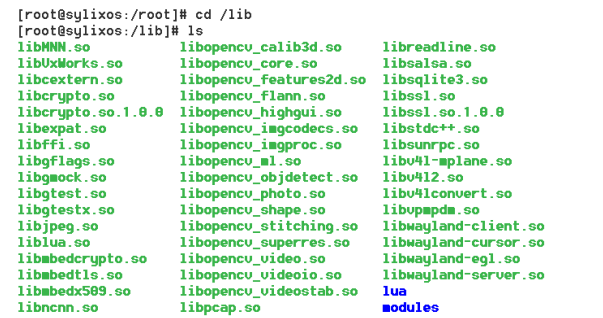 [root@sylixos:/root]# cd /lib
[root@sylixos:/lib]# ls
libMNN.so libopencv_calib3d.so libreadline.so
libVxWorks.so libopencv_core.so libsalsa.so
libcextern.so libopencv_features2d.so libsqlite3.so
libcrypto.so libopencv_flann.so libssl.so
libcrypto.so.1.0.0 libopencv_highgui.so libssl.so.1.0.0
libexpat.so libopencv_imgcodecs.so libstdc++.so
libffi.so libopencv_imgproc.so libsunrpc.so
libgflags.so libopencv_ml.so libv4l-mplane.so
libgmock.so libopencv_objdetect.so libv4l2.so
libgtest.so libopencv_photo.so libv4lconvert.so
libgtestx.so libopencv_shape.so libvpmpdm.so
libjpeg.so libopencv_stitching.so libwayland-client.so
liblua.so libopencv_superres.so libwayland-cursor.so
libmbedcrypto.so libopencv_video.so libwayland-egl.so
libmbedtls.so libopencv_videoio.so libwayland-server.so
libmbedx509.so libopencv_videostab.so lua
libncnn.so libpcap.so modules